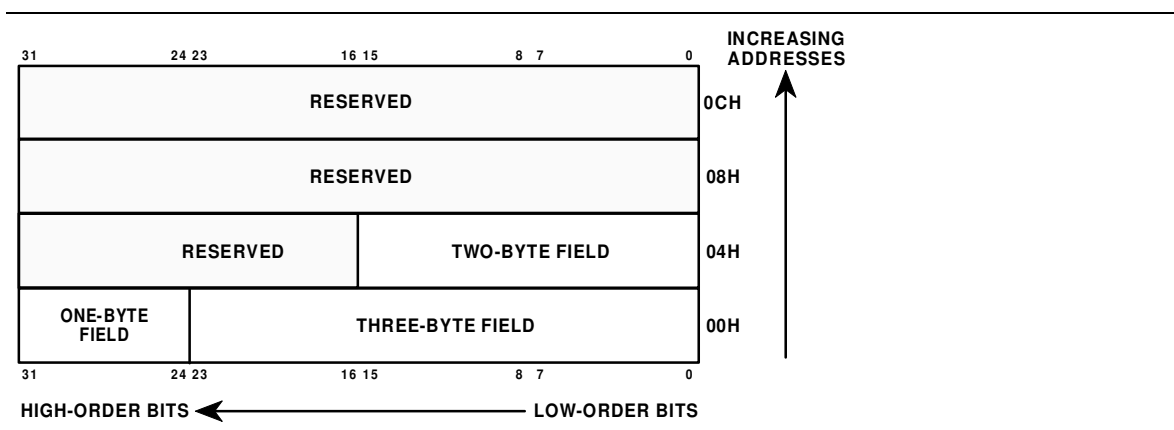 INCREASING
ADDRESSES
31 24 23 16 15 8 7 0
RESERVED 0CH
RESERVED 08H
RESERVED TWO-BYTE FIELD 04H
ONE-BYTE
FIELD
THREE-BYTE FIELD 00H
31 24 23 16 15 8 7 0
HIGH-ORDER BITS LOW-ORDER BITS